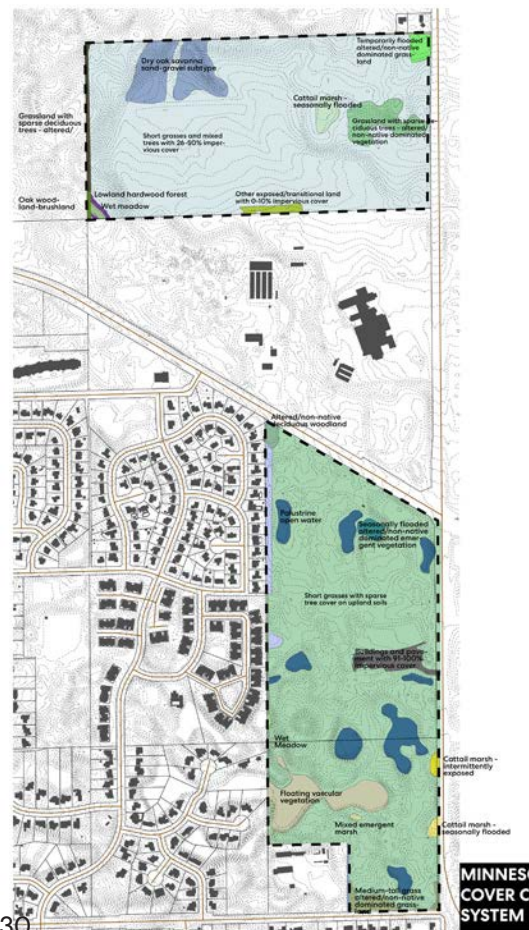 Temporarily flooded
altered/non-native
dominated grass-
land
Dry oak savanna
sand-gravel subtype
Cattail marsh -
seasonally flooded
Grassland with
sparse deciduous
trees - altered/
Grassland with sparse de-
ciduous trees - altered/
non-native dominated
vegetation
Short grasses and mixed
trees with 26-50% imper-
vious cover
Oak wood-
land-brushland
Lowland hardwood forest
Wet meadow
Other exposed/transitional land
with 0-10% impervious cover
Altered/non-native
deciduous woodland
Palustrine
open water
Seasonally flooded
altered/non-native
dominated emer-
gent vegetation
Short grasses with sparse
tree cover on upland soils
Buildings and pave-
ment with 91-100%
impervious cover
Wet
Meadow
Cattail marsh -
intermittently
exposed
Floating vascular
vegetation
Mixed emergent
marsh
Cattail marsh -
seasonally flooded
Medium-tall grass
altered/non-native
dominated grass-
MINNESO
COVER C
SYSTEM
30